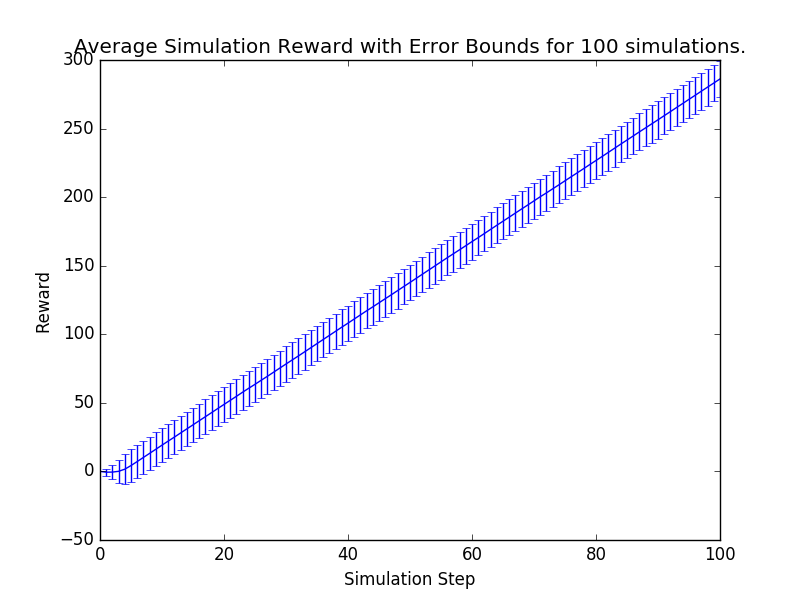 Average Simulation Reward with Error Bounds for 100 simulations.
300
250
200
150
100
50
0
−50
Reward
0 20 40 60 80 100
Simulation Step